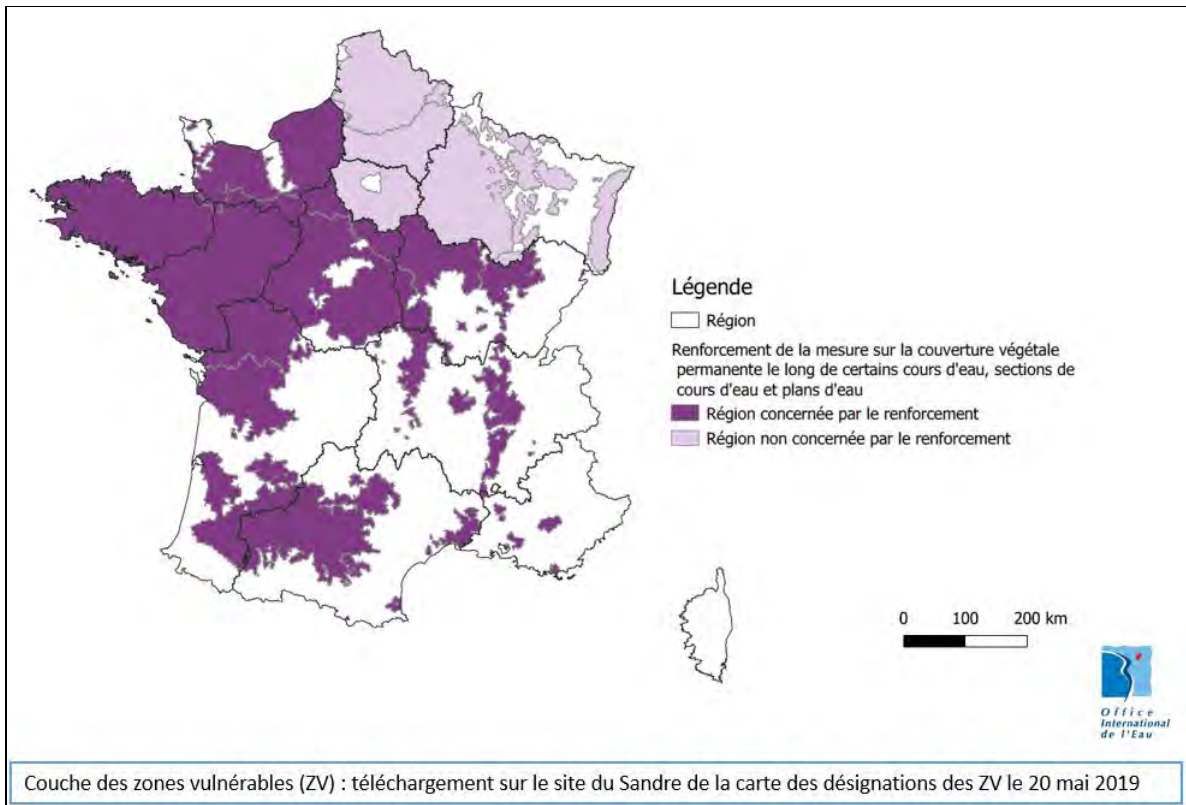 Légende
Région
Renforcement de la mesure sur la couverture végétale
permanente le long de certains cours d'eau, sections de
cours d'eau et plans d'eau
Région concernée par le renforcement
Région non concernée par le renforcement
0 100 200 km
Office
International
de l'Eau
Couche des zones vulnérables (ZV) : téléchargement sur le site du Sandre de la carte des désignations des ZV le 20 mai 2019